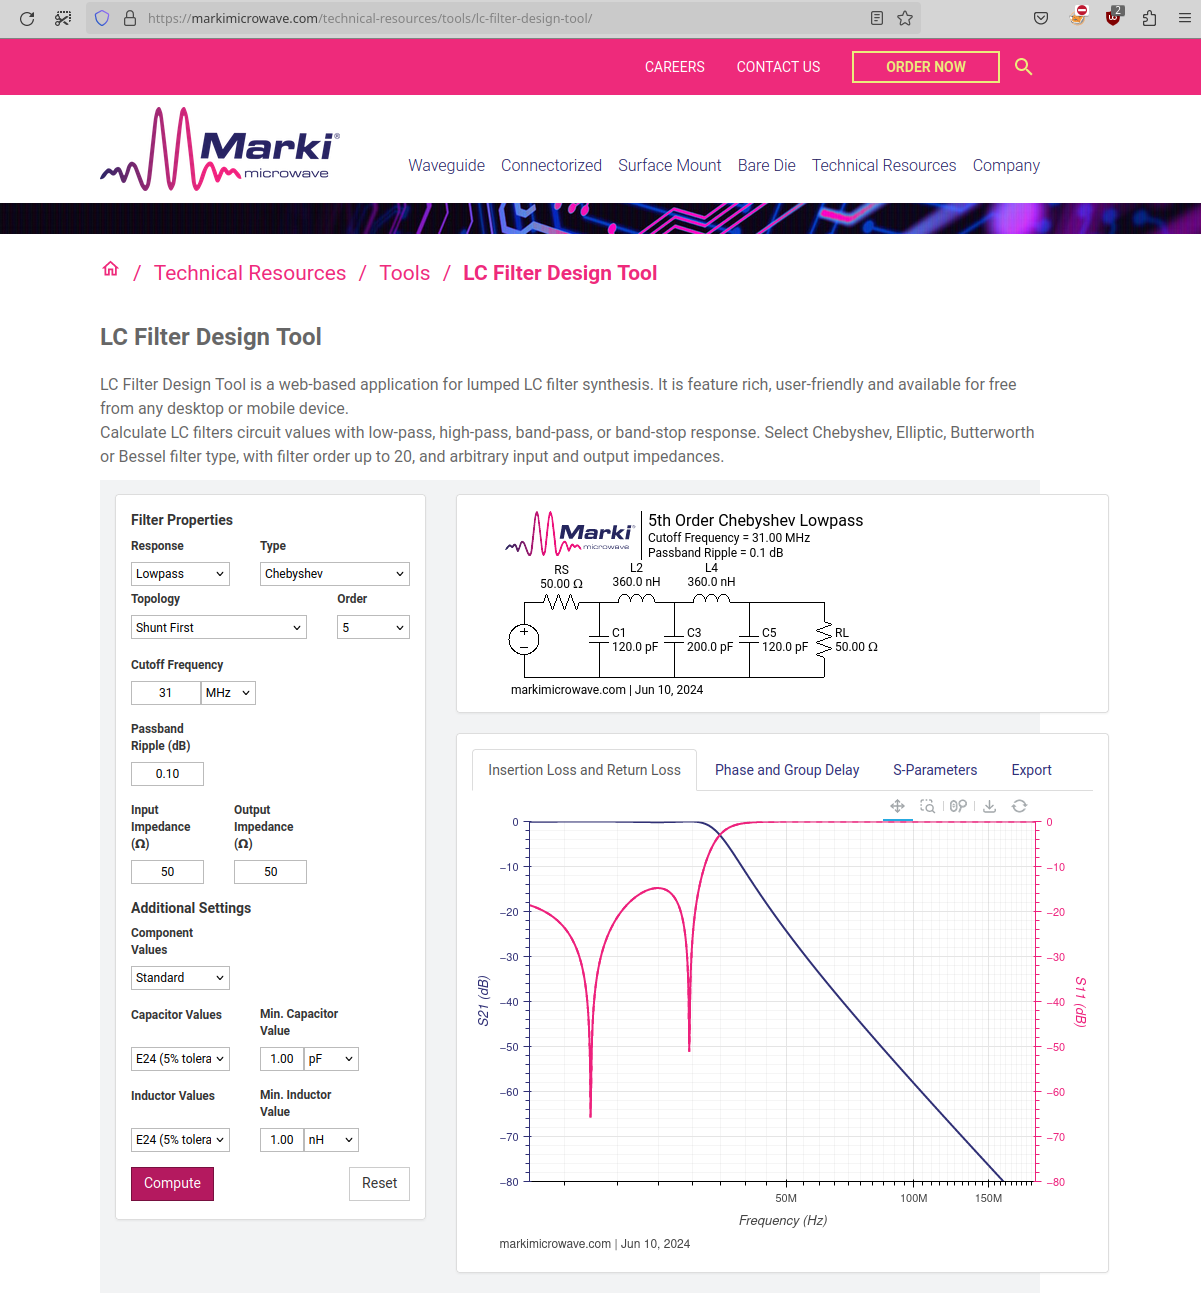 https://markimicrowave.com/technical-resources/tools/lc-filter-design-tool/
2
CAREERS CONTACT US ORDER NOW
Marki®
microwave
Waveguide Connectorized Surface Mount Bare Die Technical Resources Company
/ Technical Resources / Tools / LC Filter Design Tool
LC Filter Design Tool
LC Filter Design Tool is a web-based application for lumped LC filter synthesis. It is feature rich, user-friendly and available for free
from any desktop or mobile device.
Calculate LC filters circuit values with low-pass, high-pass, band-pass, or band-stop response. Select Chebyshev, Elliptic, Butterworth
or Bessel filter type, with filter order up to 20, and arbitrary input and output impedances.
Filter Properties
Response Type
Lowpass Chebyshev
Topology Order
Shunt First 5
Cutoff Frequency
31 MHz
Passband
Ripple (dB)
0.10
Input Output
Impedance Impedance
(Ω) (Ω)
50 50
Additional Settings
Component
Values
Standard
Capacitor Values Min. Capacitor
Value
E24 (5% tolera 1.00 pF
Inductor Values Min. Inductor
Value
E24 (5% tolera 1.00 nH
Compute Reset
Marki
microwave
5th Order Chebyshev Lowpass
Cutoff Frequency = 31.00 MHz
Passband Ripple = 0.1 dB
RS L2 L4
50.00 Ω 360.0 nH 360.0 nH
+ C1 C3 C5 RL
− 120.0 pF 200.0 pF 120.0 pF 50.00 Ω
markimicrowave.com | Jun 10, 2024
Insertion Loss and Return Loss Phase and Group Delay S-Parameters Export
0 0
−10 −10
−20 −20
−30 −30
S21 (dB) S11 (dB)
−40 −40
−50 −50
−60 −60
−70 −70
−80 −80
50M 100M 150M
Frequency (Hz)
markimicrowave.com | Jun 10, 2024